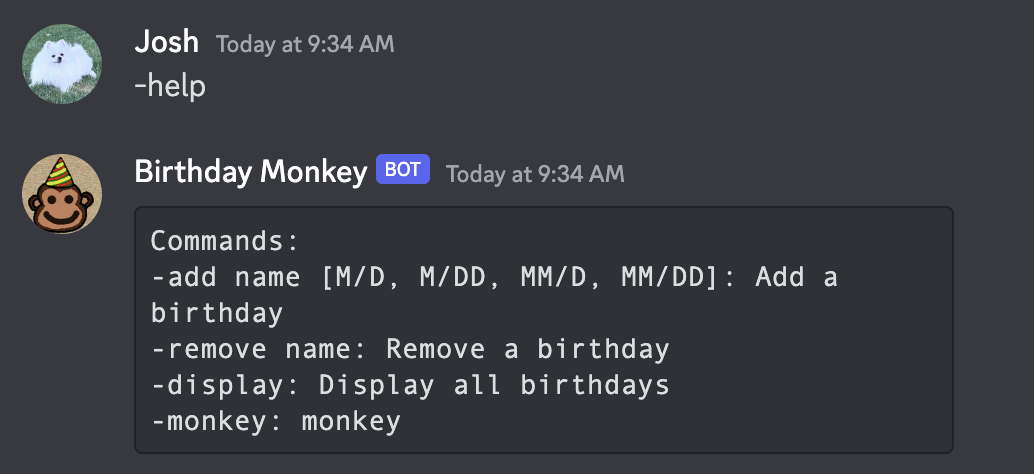 Josh Today at 9:34 AM
-help
Birthday Monkey BOT Today at 9:34 AM
Commands:
-add name [M/D, M/DD, MM/D, MM/DD]: Add a
birthday
-remove name: Remove a birthday
-display: Display all birthdays
-monkey: monkey